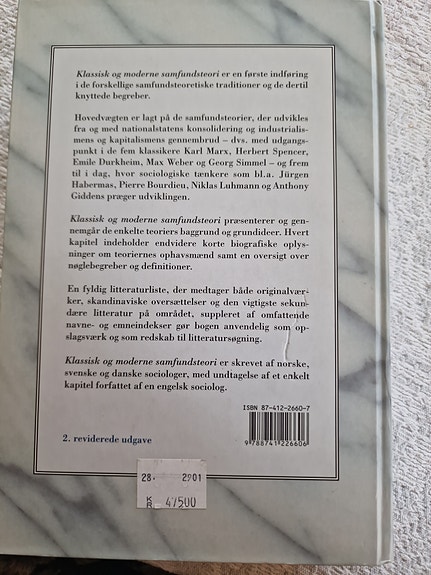 Klassisk og moderne samfundsteori er en første indføring
i de forskellige samfundsteoretiske traditioner og de dertil
knyttede begreber.
Hovedvægten er lagt på de samfundsteorier, der udvikles
fra og med nationalstatens konsolidering og industrialis-
mens og kapitalismens gennembrud – dvs. med udgangs-
punkt i de fem klassikere Karl Marx, Herbert Spencer,
Emile Durkheim, Max Weber og Georg Simmel – og frem
til i dag, hvor sociologiske tænkere som bl.a. Jürgen
Habermas, Pierre Bourdieu, Niklas Luhmann og Anthony
Giddens præger udviklingen.
Klassisk og moderne samfundsteori præsenterer og gen-
nemgår de enkelte teoriers baggrund og grundideer. Hvert
kapitel indeholder endvidere korte biografiske oplys-
ninger om teoriernes ophavsmænd samt en oversigt over
nøglebegreber og definitioner.
En fyldig litteraturliste, der medtager både originalvær-
ker, skandinaviske oversættelser og den vigtigste sekun-
dære litteratur på området, suppleret af omfattende
navne- og emneindekser gør bogen anvendelig som op-
slagsværk og som redskab til litteratursøgning.
Klassisk og moderne samfundsteori er skrevet af norske,
svenske og danske sociologer, med undtagelse af et enkelt
kapitel forfattet af en engelsk sociolog.
ISBN 87-412-2660-7
9 788741 226606
2. reviderede udgave
28. 2901
KR 47500